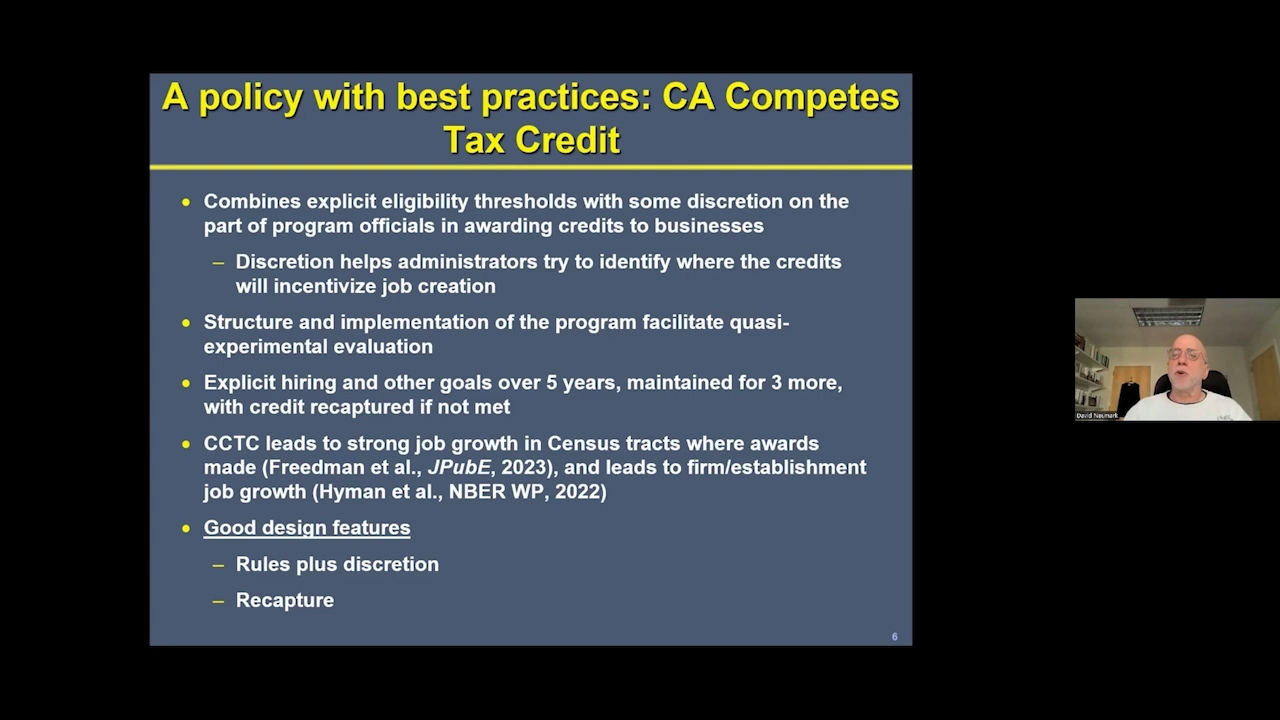 A policy with best practices: CA Competes
Tax Credit
• Combines explicit eligibility thresholds with some discretion on the
part of program officials in awarding credits to businesses
– Discretion helps administrators try to identify where the credits
will incentivize job creation
• Structure and implementation of the program facilitate quasi-
experimental evaluation
• Explicit hiring and other goals over 5 years, maintained for 3 more,
with credit recaptured if not met
• CCTC leads to strong job growth in Census tracts where awards
made (Freedman et al., JPubE, 2023), and leads to firm/establishment
job growth (Hyman et al., NBER WP, 2022)
• Good design features
– Rules plus discretion
– Recapture
6
David Neumark